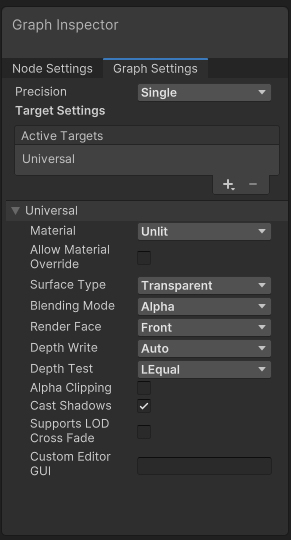 Graph Inspector
Node Settings Graph Settings
Precision Single
Target Settings
Active Targets
Universal
+ −
Universal
Material Unlit
Allow Material
Override
Surface Type Transparent
Blending Mode Alpha
Render Face Front
Depth Write Auto
Depth Test LEqual
Alpha Clipping
Cast Shadows
Supports LOD
Cross Fade
Custom Editor
GUI